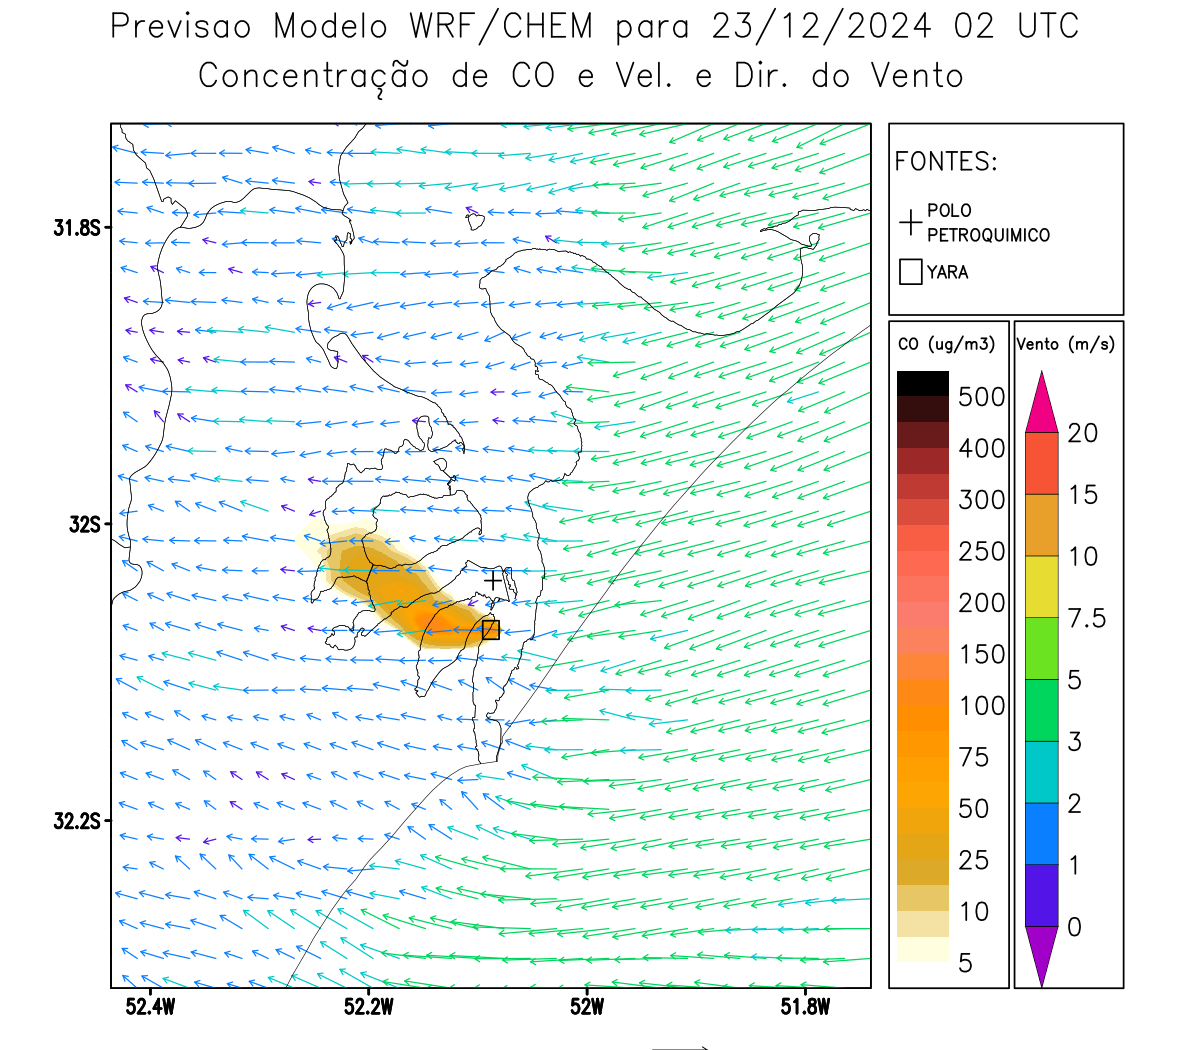 Previsao Modelo WRF/CHEM para 23/12/2024 02 UTC
Concentração de CO e Vel. e Dir. do Vento
FONTES:
POLO
PETROQUIMICO
YARA
CO (ug/m3)
500
400
300
250
200
150
100
75
50
25
10
5
Vento (m/s)
20
15
10
7.5
5
3
2
1
0
31.8S
32S
32.2S
52.4W
52.2W
52W
51.8W